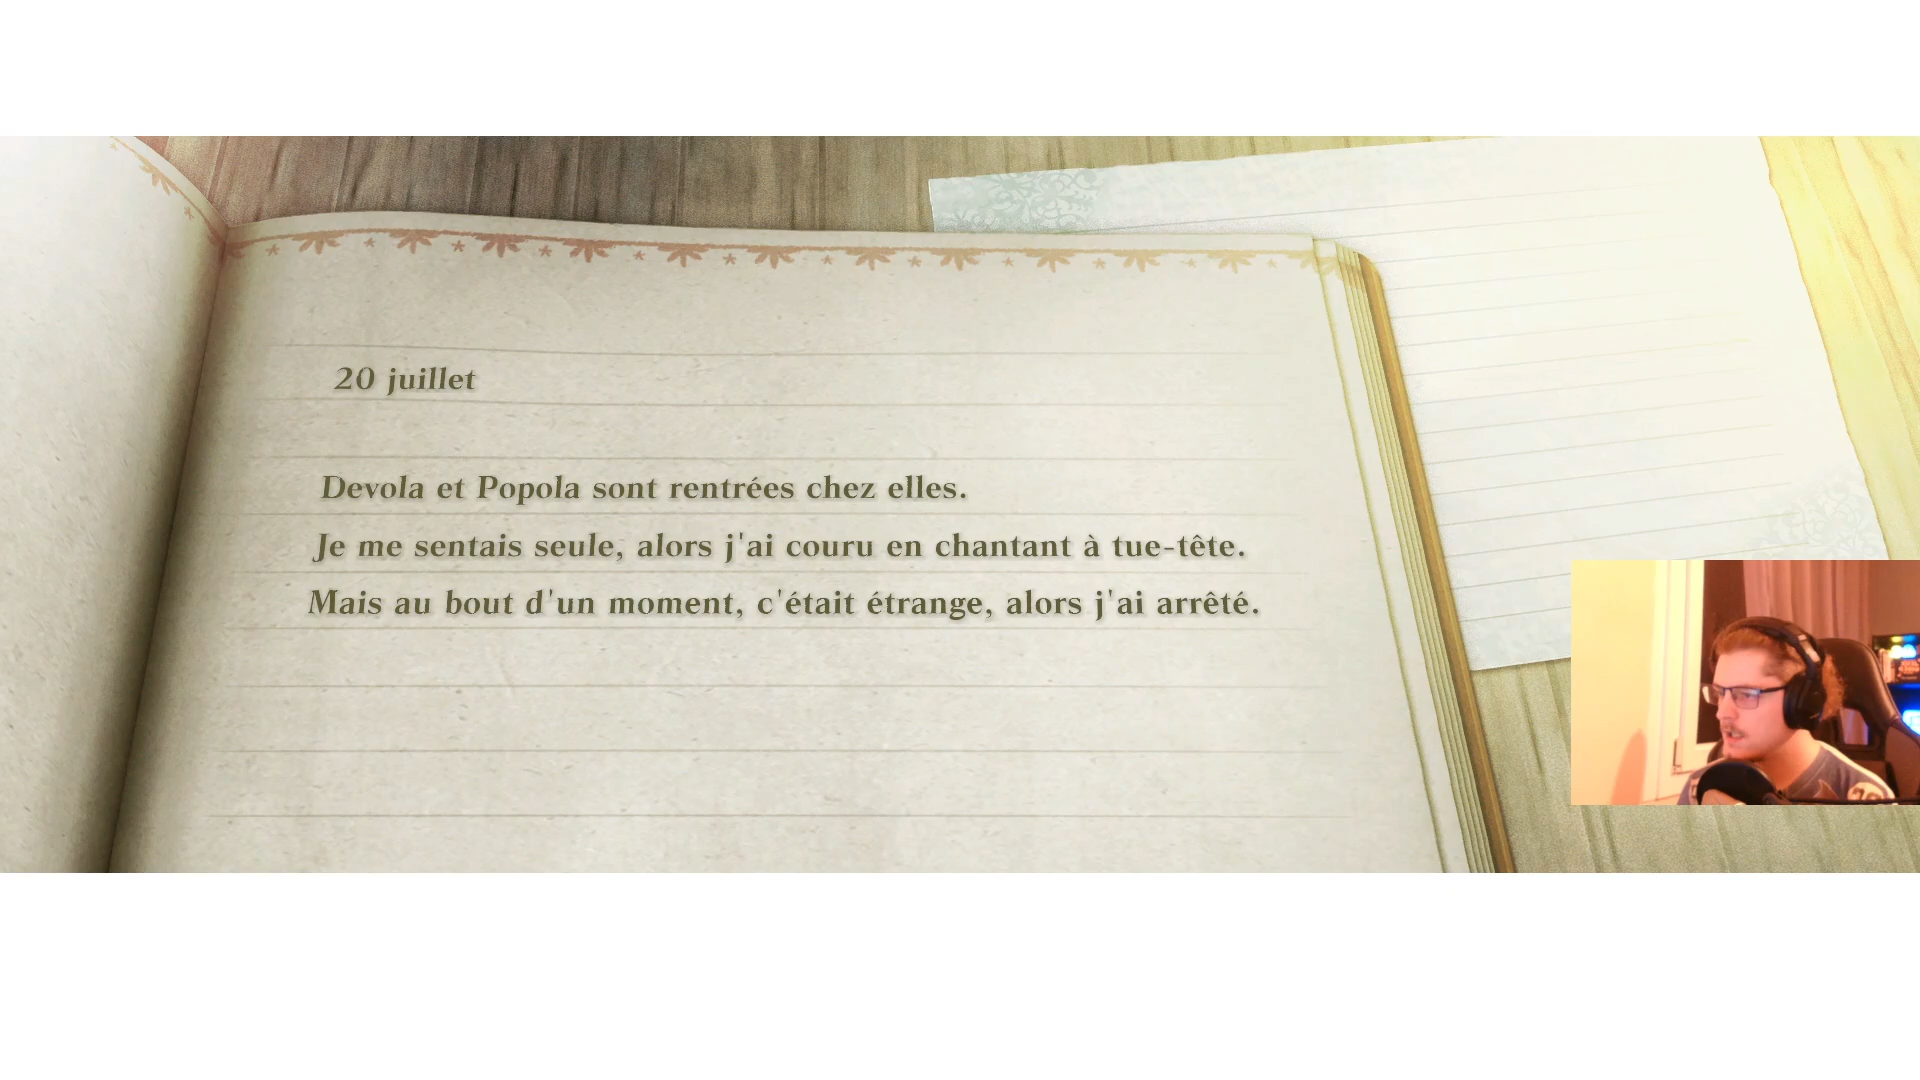 20 juillet
Devola et Popola sont rentrées chez elles.
Je me sentais seule, alors j'ai couru en chantant à tue-tête.
Mais au bout d'un moment, c'était étrange, alors j'ai arrêté.